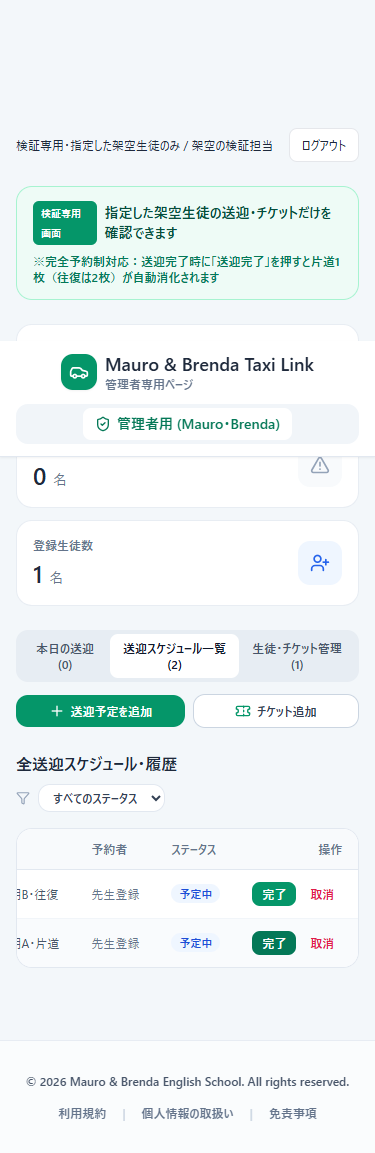 検証専用・指定した架空生徒のみ / 架空の検証担当
ログアウト
検証専用
画面
指定した架空生徒の送迎・チケットだけを
確認できます
※完全予約制対応：送迎完了時に「送迎完了」を押すと片道1
枚（往復は2枚）が自動消化されます
Mauro & Brenda Taxi Link
管理者専用ページ
管理者用 (Mauro・Brenda)
0 名
登録生徒数
1 名
本日の送迎
(0)
送迎スケジュール一覧
(2)
生徒・チケット管理
(1)
送迎予定を追加
チケット追加
全送迎スケジュール・履歴
すべてのステータス
予約者 ステータス 操作
B・往復 先生登録 予定中 完了 取消
A・片道 先生登録 予定中 完了 取消
© 2026 Mauro & Brenda English School. All rights reserved.
利用規約 | 個人情報の取扱い | 免責事項